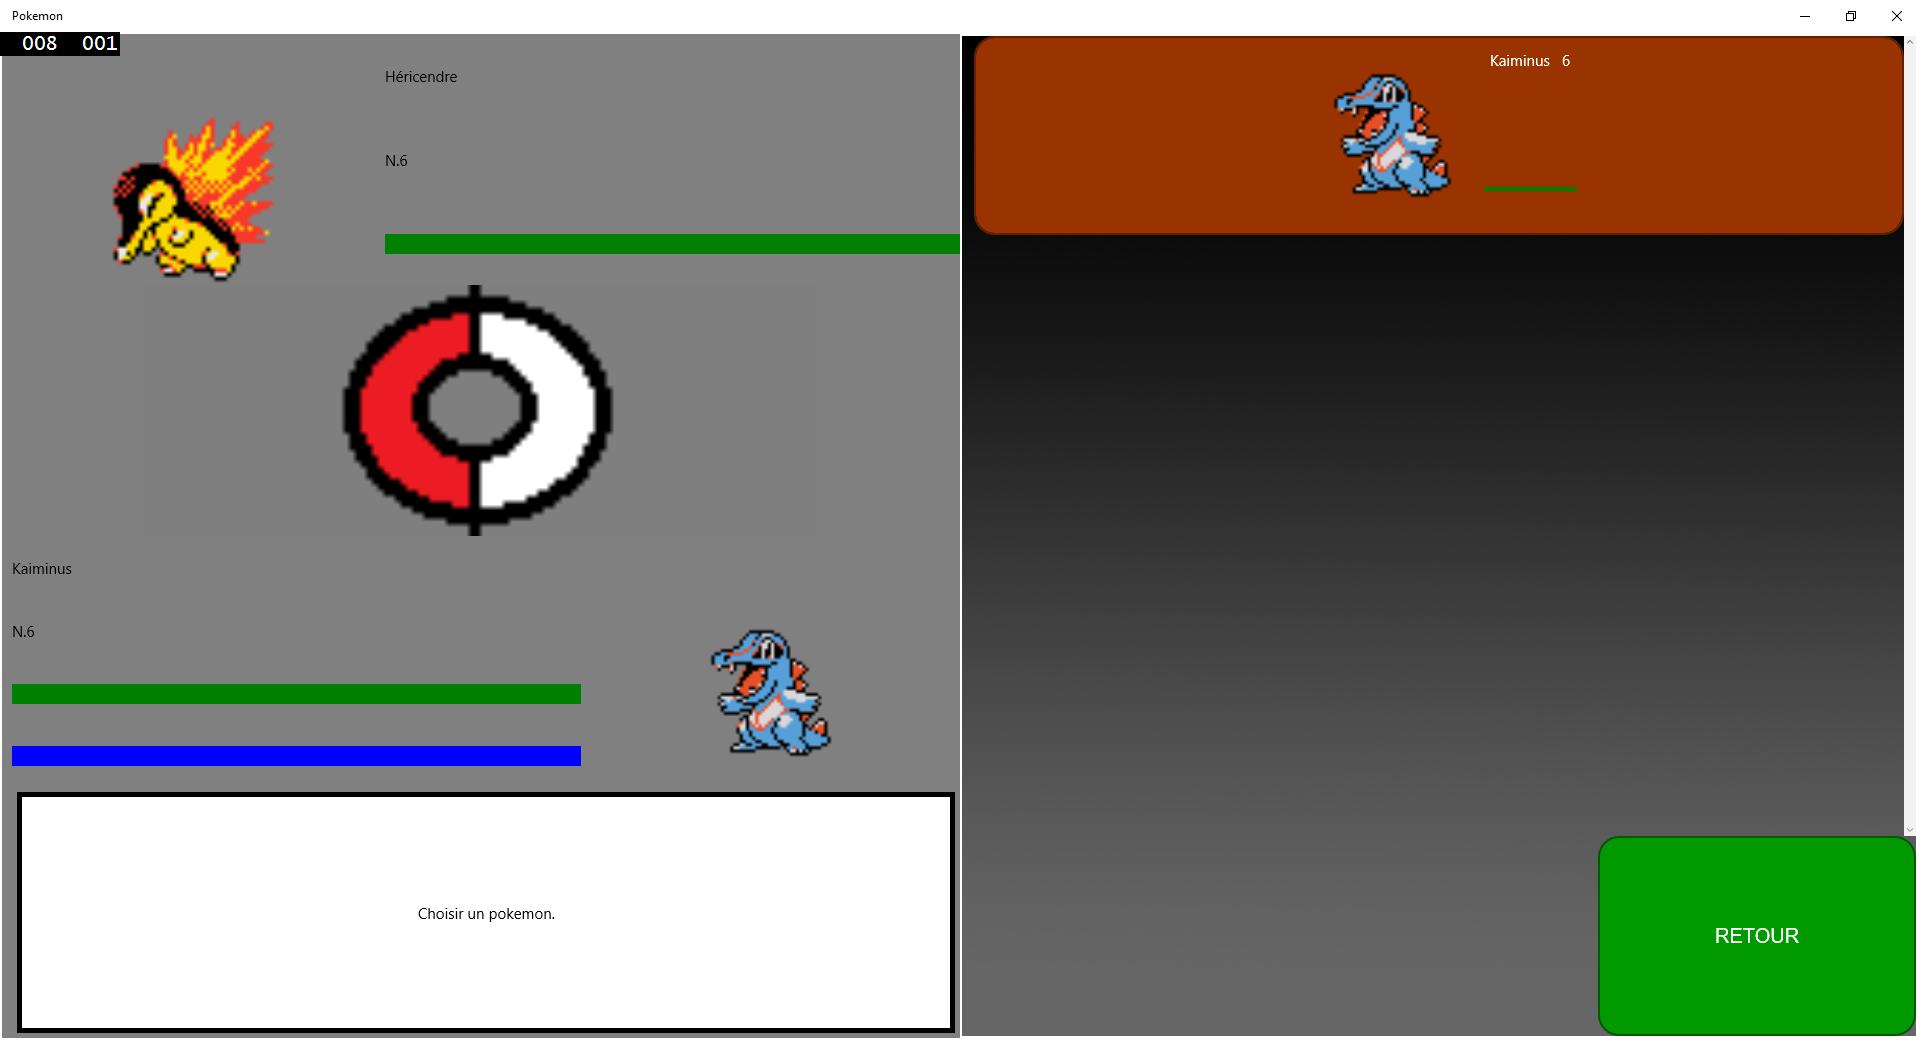 Pokemon
008 001
Héricendre
N.6
Kaiminus
N.6
Choisir un pokemon.
Kaiminus 6
RETOUR